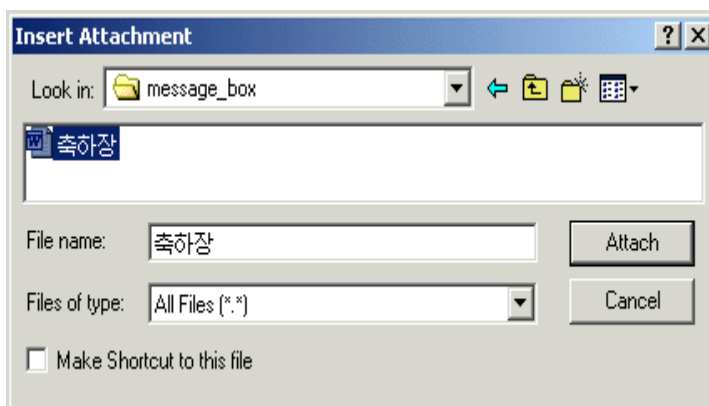 Insert Attachment
Look in: message_box
축하장
File name: 축하장 Attach
Files of type: All Files (*.*) Cancel
Make Shortcut to this file